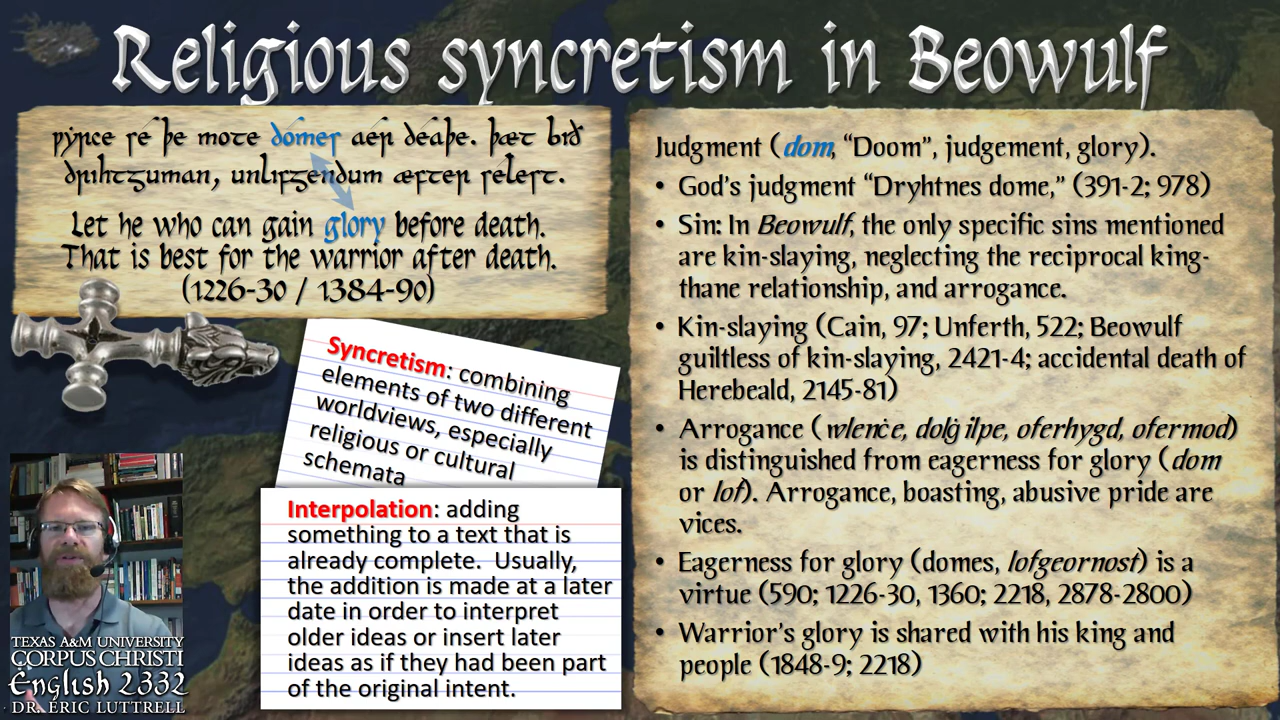 Religious syncretism in Beowulf
ƿyꞃce ꞅe þe mote domeꞅ aeꞃ deaþe. þæt bið
dꞃihtᵹuman, unlifᵹendum æfteꞃ ꞅeleꞅt.
Let he who can gain glory before death.
That is best for the warrior after death.
(1226-30 / 1384-90)
Syncretism: combining
elements of two different
worldviews, especially
religious or cultural
schemata
Interpolation: adding
something to a text that is
already complete. Usually,
the addition is made at a later
date in order to interpret
older ideas or insert later
ideas as if they had been part
of the original intent.
TEXAS A&M UNIVERSITY
CORPUS CHRISTI
English 2332
DR. ERIC LUTTRELL
Judgment (dom, “Doom”, judgement, glory).
• God’s judgment “Dryhtnes dome,” (391-2; 978)
• Sin: In Beowulf, the only specific sins mentioned
are kin-slaying, neglecting the reciprocal king-
thane relationship, and arrogance.
• Kin-slaying (Cain, 97; Unferth, 522; Beowulf
guiltless of kin-slaying, 2421-4; accidental death of
Herebeald, 2145-81)
• Arrogance (wlenċe, dolġilpe, oferhygd, ofermod)
is distinguished from eagerness for glory (dom
or lof). Arrogance, boasting, abusive pride are
vices.
• Eagerness for glory (domes, lofgeornost) is a
virtue (590; 1226-30, 1360; 2218, 2878-2800)
• Warrior’s glory is shared with his king and
people (1848-9; 2218)